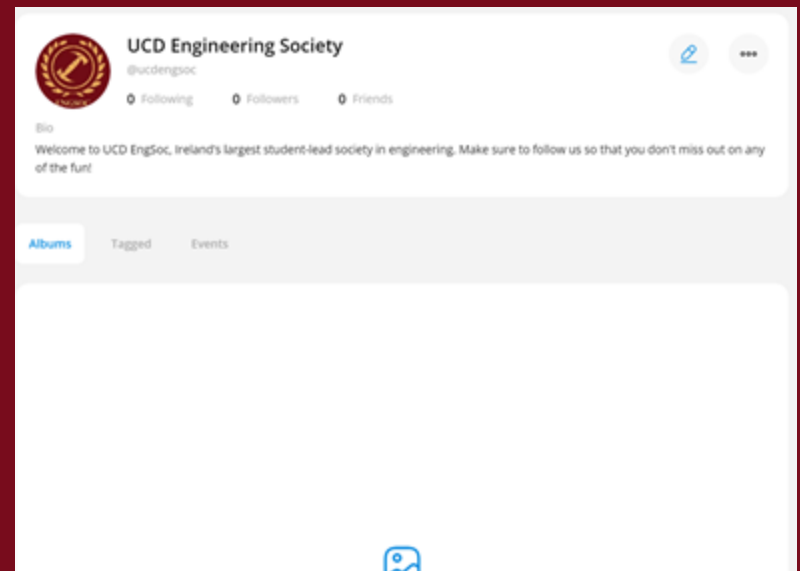 UCD Engineering Society
@ucdengsoc
0 Following 0 Followers 0 Friends
Bio
Welcome to UCD EngSoc, Ireland's largest student-lead society in engineering. Make sure to follow us so that you don't miss out on any
of the fun!
Albums Tagged Events
ENGSOC